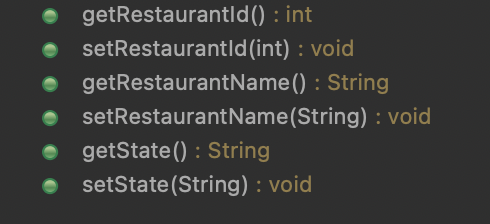 getRestaurantId() : int
setRestaurantId(int) : void
getRestaurantName() : String
setRestaurantName(String) : void
getState() : String
setState(String) : void